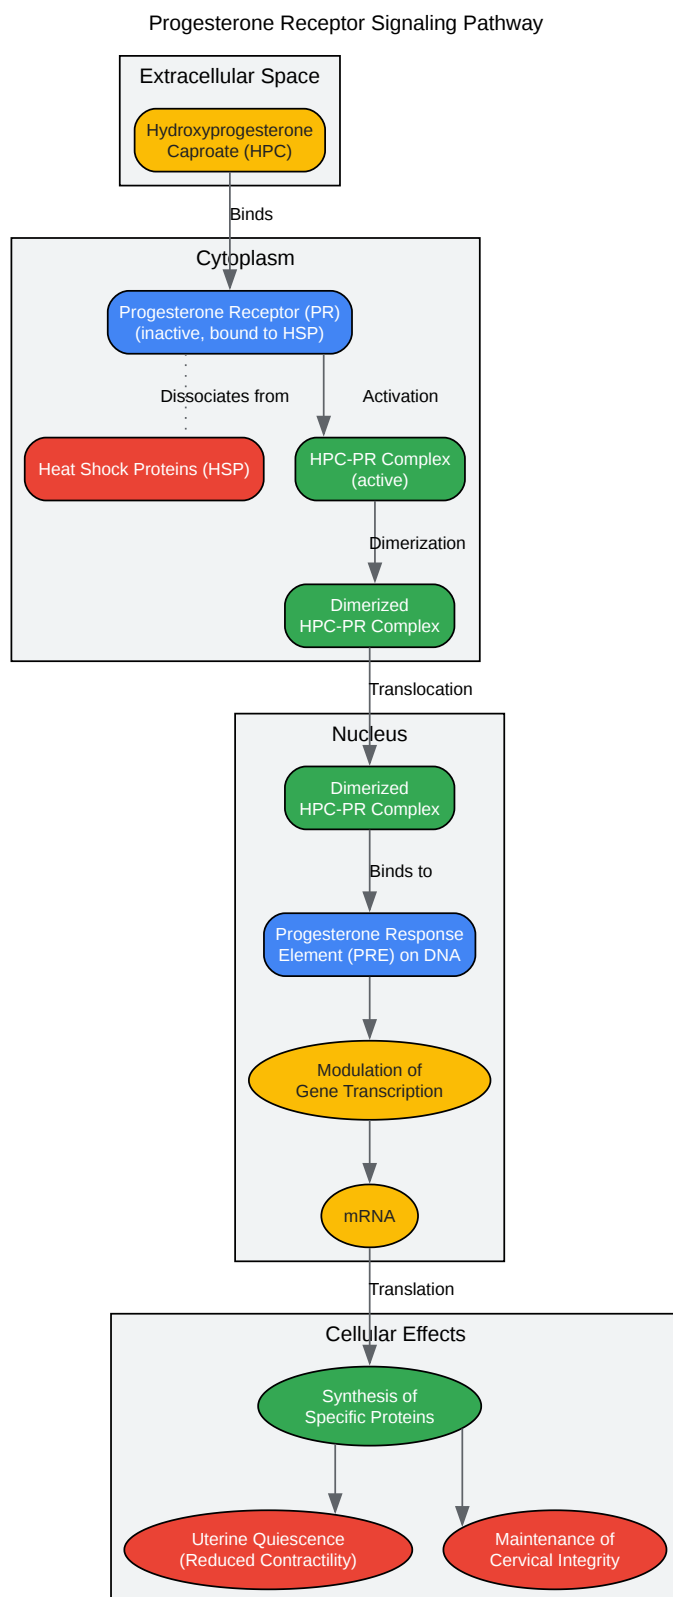 Progesterone Receptor Signaling Pathway
Extracellular Space
Hydroxyprogesterone
Caproate (HPC)
Binds
Cytoplasm
Progesterone Receptor (PR)
(inactive, bound to HSP)
Dissociates from
Activation
Heat Shock Proteins (HSP)
HPC-PR Complex
(active)
Dimerization
Dimerized
HPC-PR Complex
Translocation
Nucleus
Dimerized
HPC-PR Complex
Binds to
Progesterone Response
Element (PRE) on DNA
Modulation of
Gene Transcription
mRNA
Translation
Cellular Effects
Synthesis of
Specific Proteins
Uterine Quiescence
(Reduced Contractility)
Maintenance of
Cervical Integrity